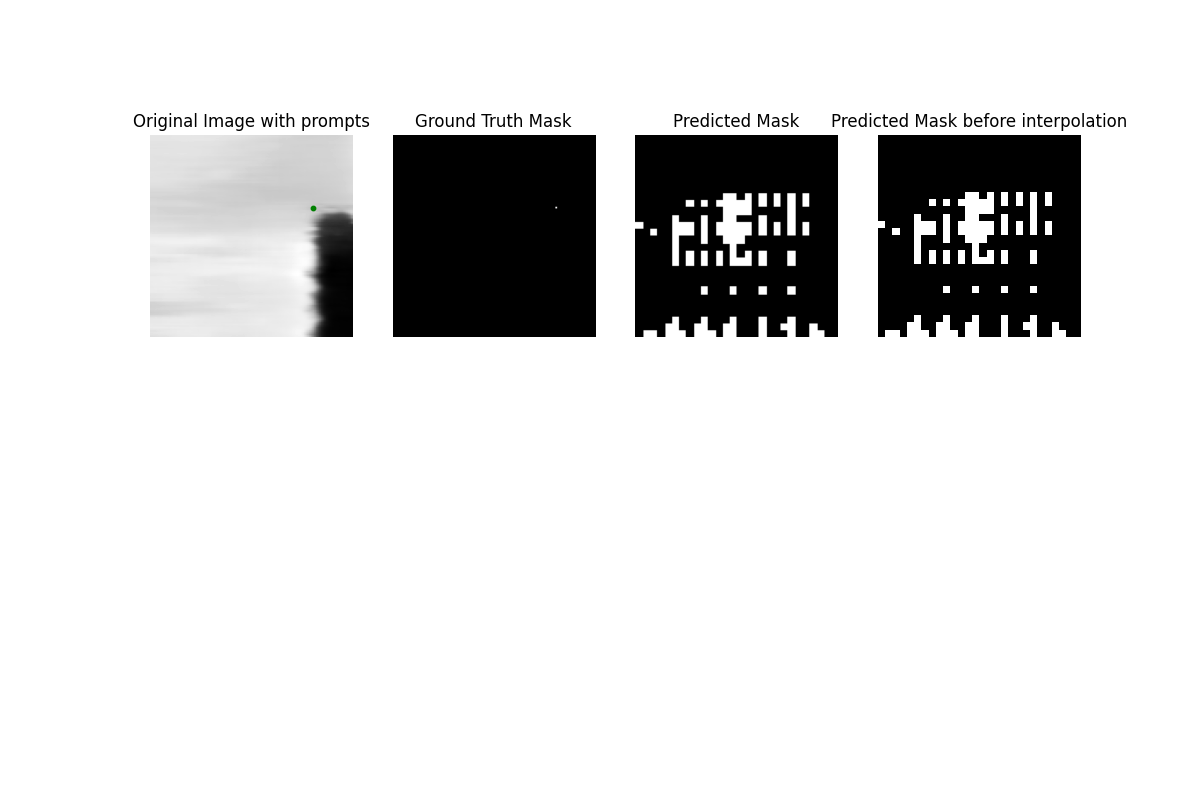 Original Image with prompts
Ground Truth Mask
Predicted Mask
Predicted Mask before interpolation